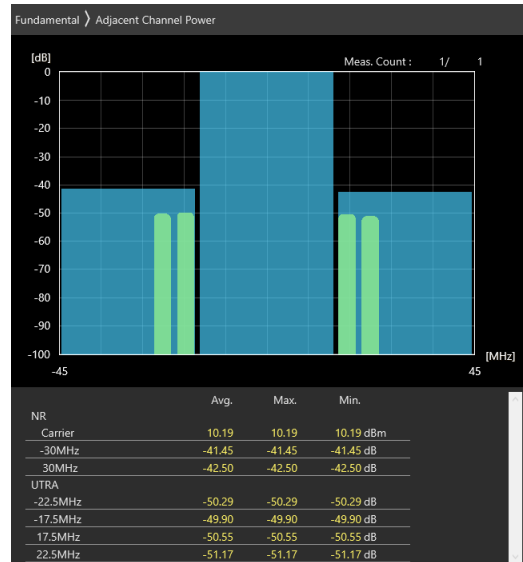 Fundamental 〉 Adjacent Channel Power
[dB]
Meas. Count : 1/ 1
0
-10
-20
-30
-40
-50
-60
-70
-80
-90
-100
[MHz]
-45 45
Avg. Max. Min.
NR
Carrier 10.19 10.19 10.19 dBm
-30MHz -41.45 -41.45 -41.45 dB
30MHz -42.50 -42.50 -42.50 dB
UTRA
-22.5MHz -50.29 -50.29 -50.29 dB
-17.5MHz -49.90 -49.90 -49.90 dB
17.5MHz -50.55 -50.55 -50.55 dB
22.5MHz -51.17 -51.17 -51.17 dB